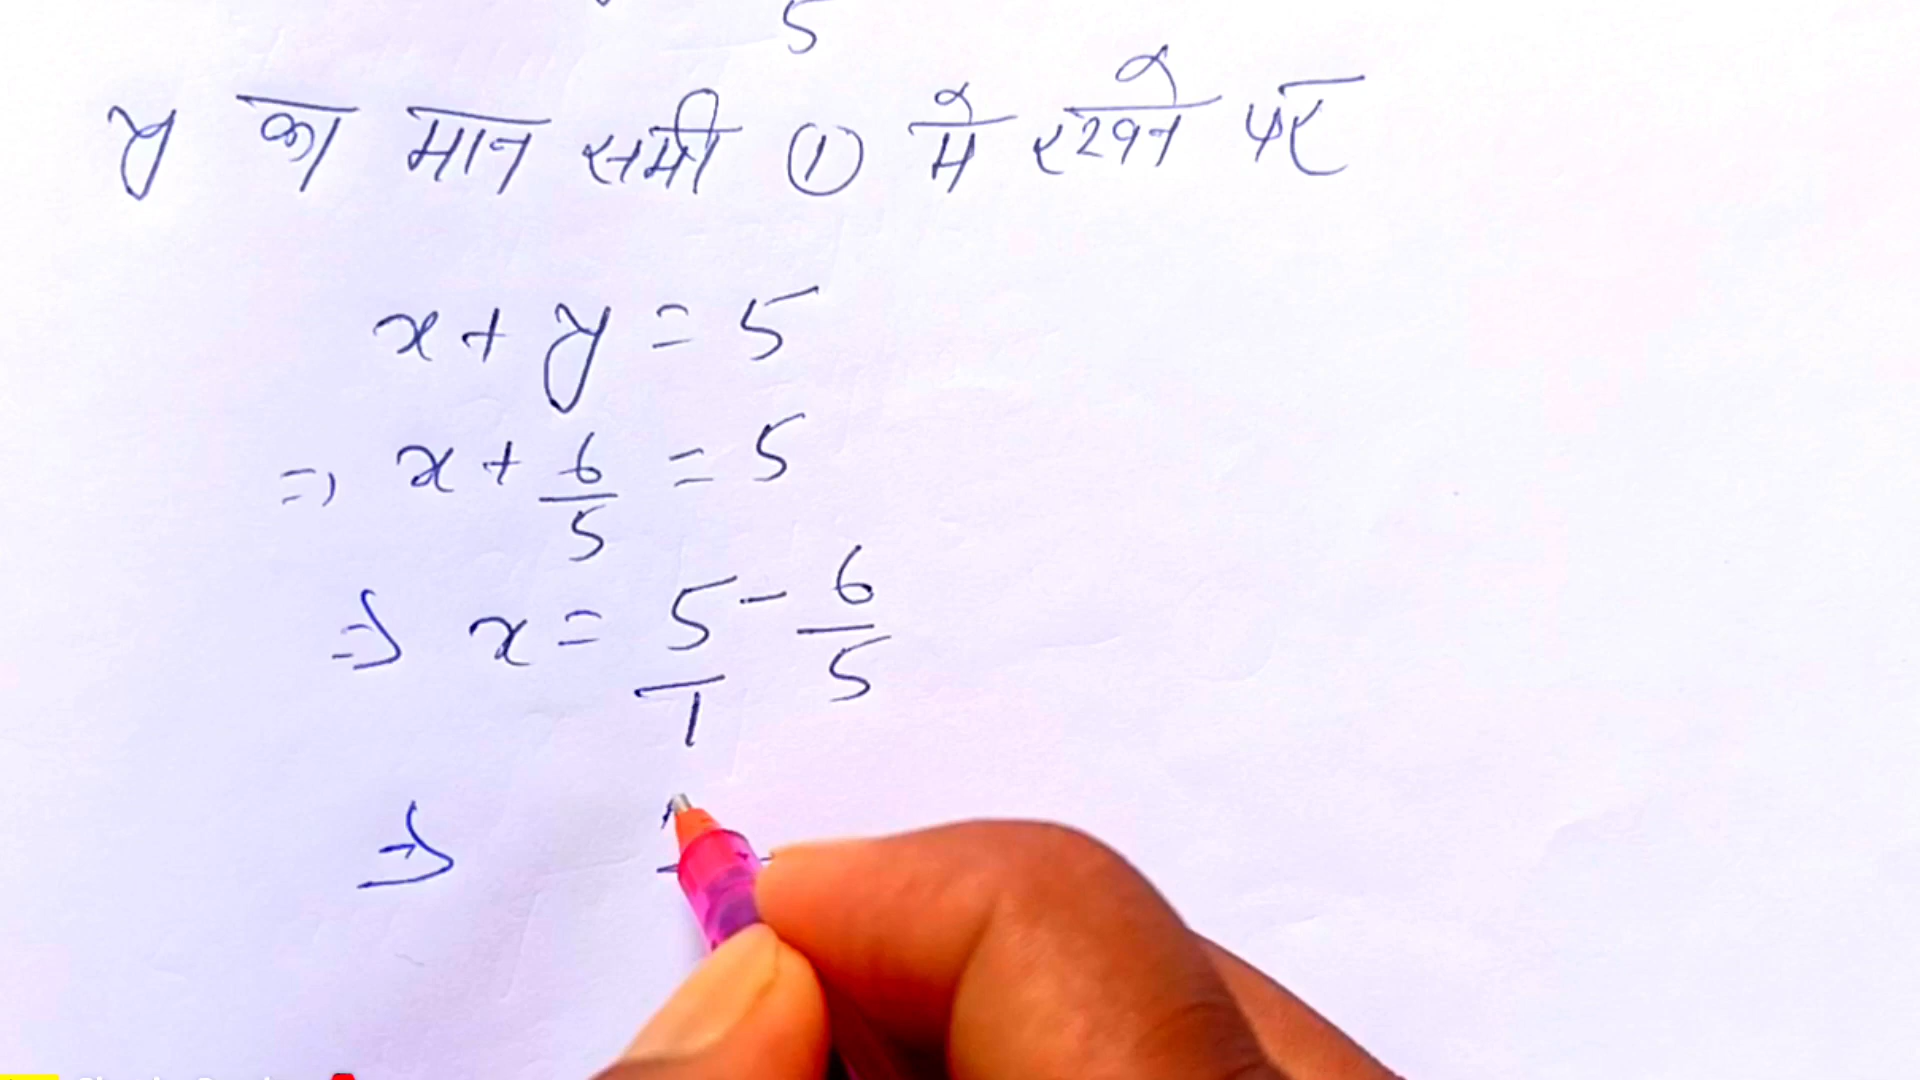 5
y का मान समी ① मे रखने पर
x + y = 5
=> x + 6/5 = 5
=> x = 5/1 - 6/5
=>